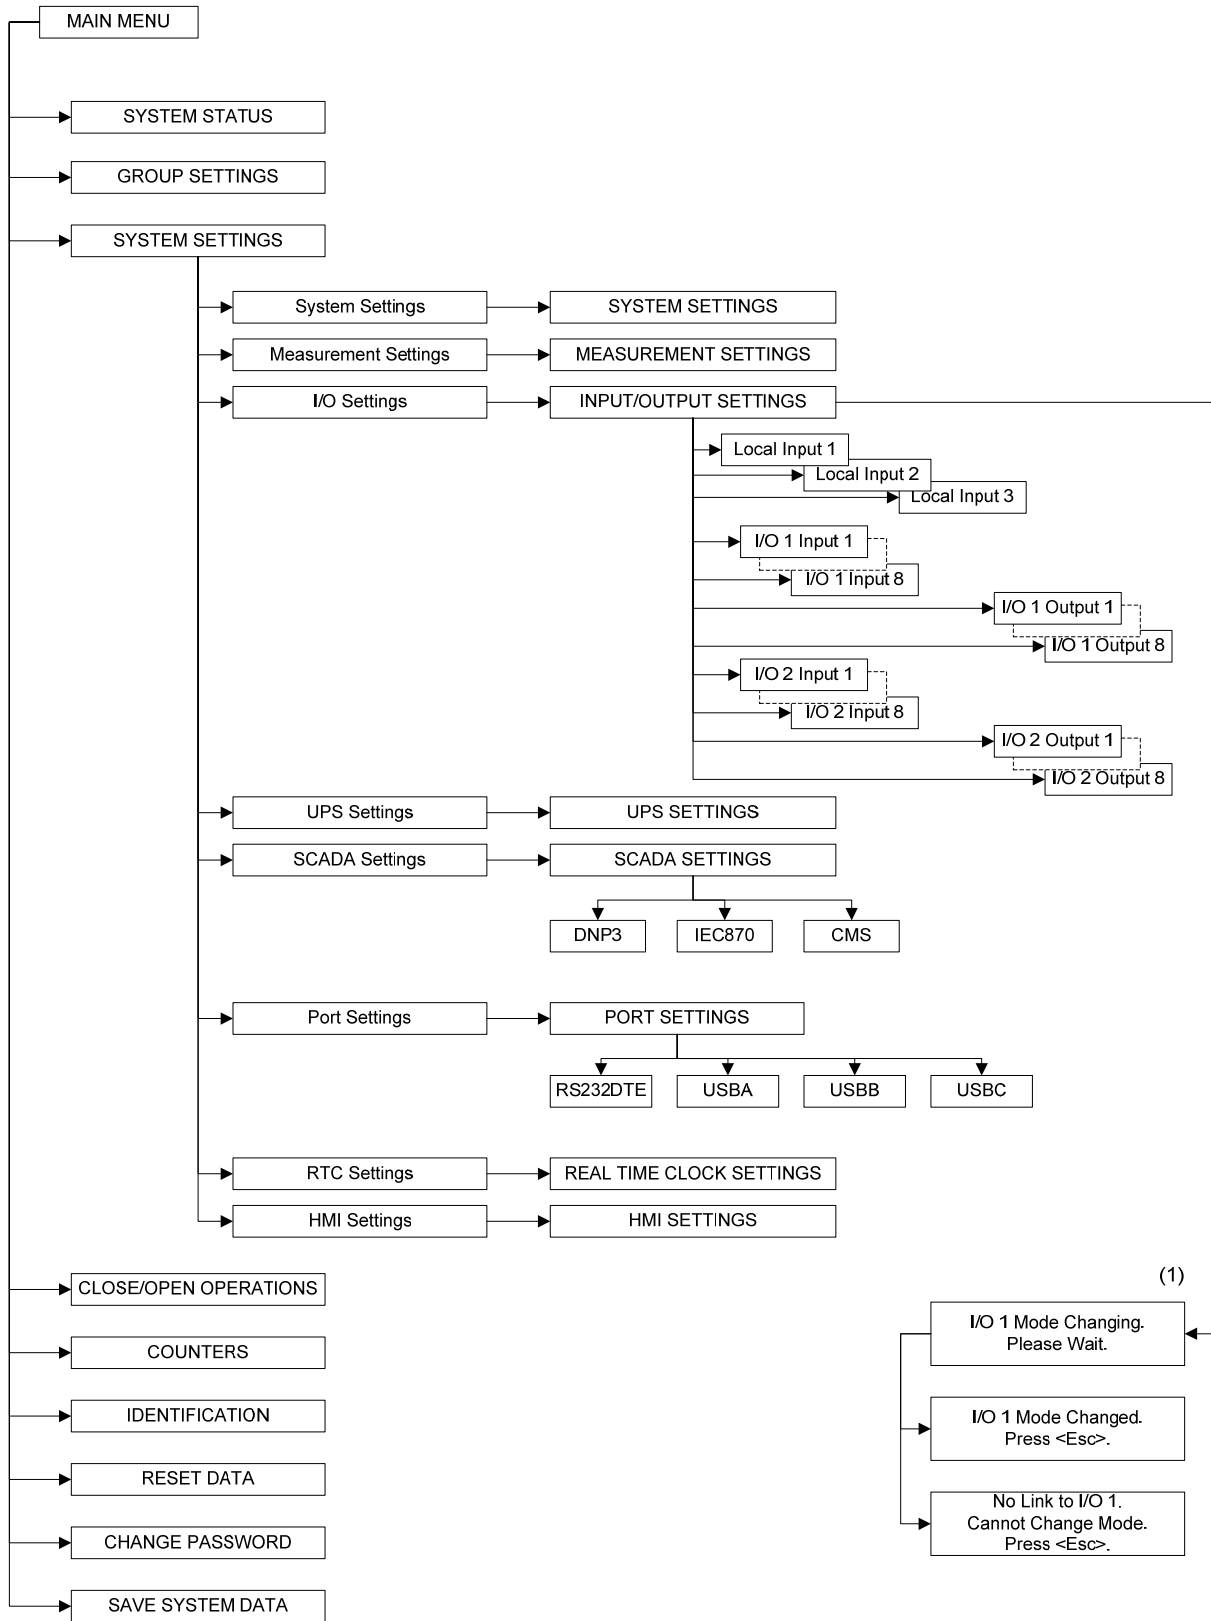 MAIN MENU
SYSTEM STATUS
GROUP SETTINGS
SYSTEM SETTINGS
System Settings
SYSTEM SETTINGS
Measurement Settings
MEASUREMENT SETTINGS
I/O Settings
INPUT/OUTPUT SETTINGS
Local Input 1
Local Input 2
Local Input 3
I/O 1 Input 1
I/O 1 Input 8
I/O 1 Output 1
I/O 1 Output 8
I/O 2 Input 1
I/O 2 Input 8
I/O 2 Output 1
I/O 2 Output 8
UPS Settings
UPS SETTINGS
SCADA Settings
SCADA SETTINGS
DNP3
IEC870
CMS
Port Settings
PORT SETTINGS
RS232DTE
USBA
USBB
USBC
RTC Settings
REAL TIME CLOCK SETTINGS
HMI Settings
HMI SETTINGS
CLOSE/OPEN OPERATIONS
COUNTERS
IDENTIFICATION
RESET DATA
CHANGE PASSWORD
SAVE SYSTEM DATA
(1)
I/O 1 Mode Changing.
Please Wait.
I/O 1 Mode Changed.
Press <Esc>.
No Link to I/O 1.
Cannot Change Mode.
Press <Esc>.